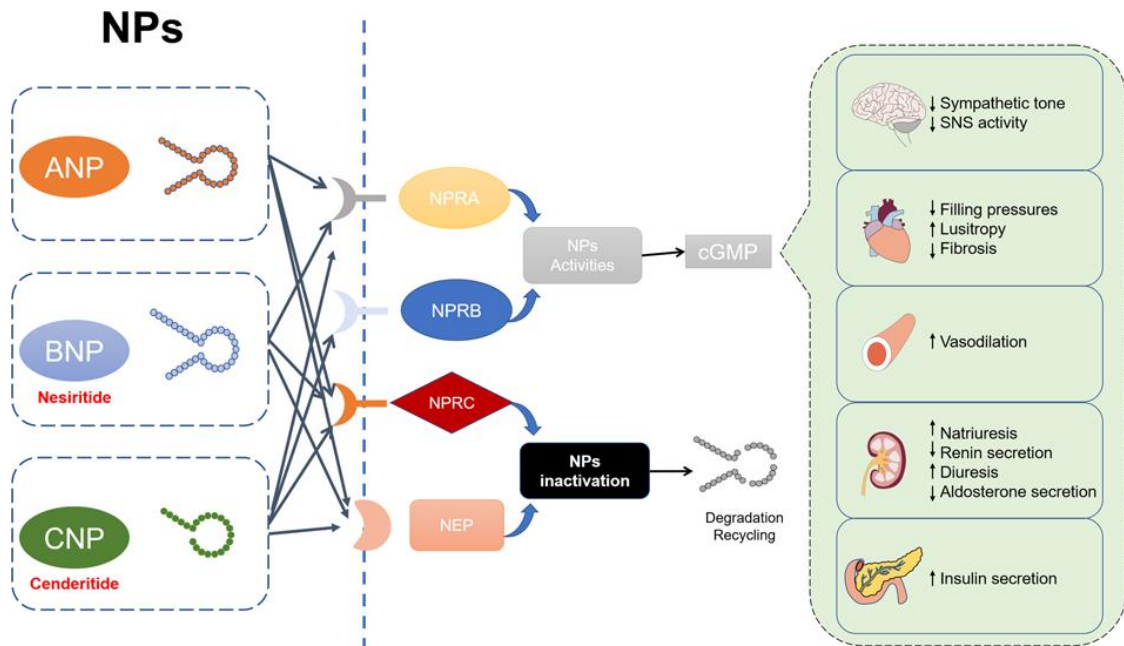 NPs
ANP
BNP
Nesiritide
CNP
Cenderitide
NPRA
NPRB
NPRC
NEP
NPs
Activities
cGMP
NPs
inactivation
Degradation
Recycling
↓ Sympathetic tone
↓ SNS activity
↓ Filling pressures
↑ Lusitropy
↓ Fibrosis
↑ Vasodilation
↑ Natriuresis
↓ Renin secretion
↑ Diuresis
↓ Aldosterone secretion
↑ Insulin secretion